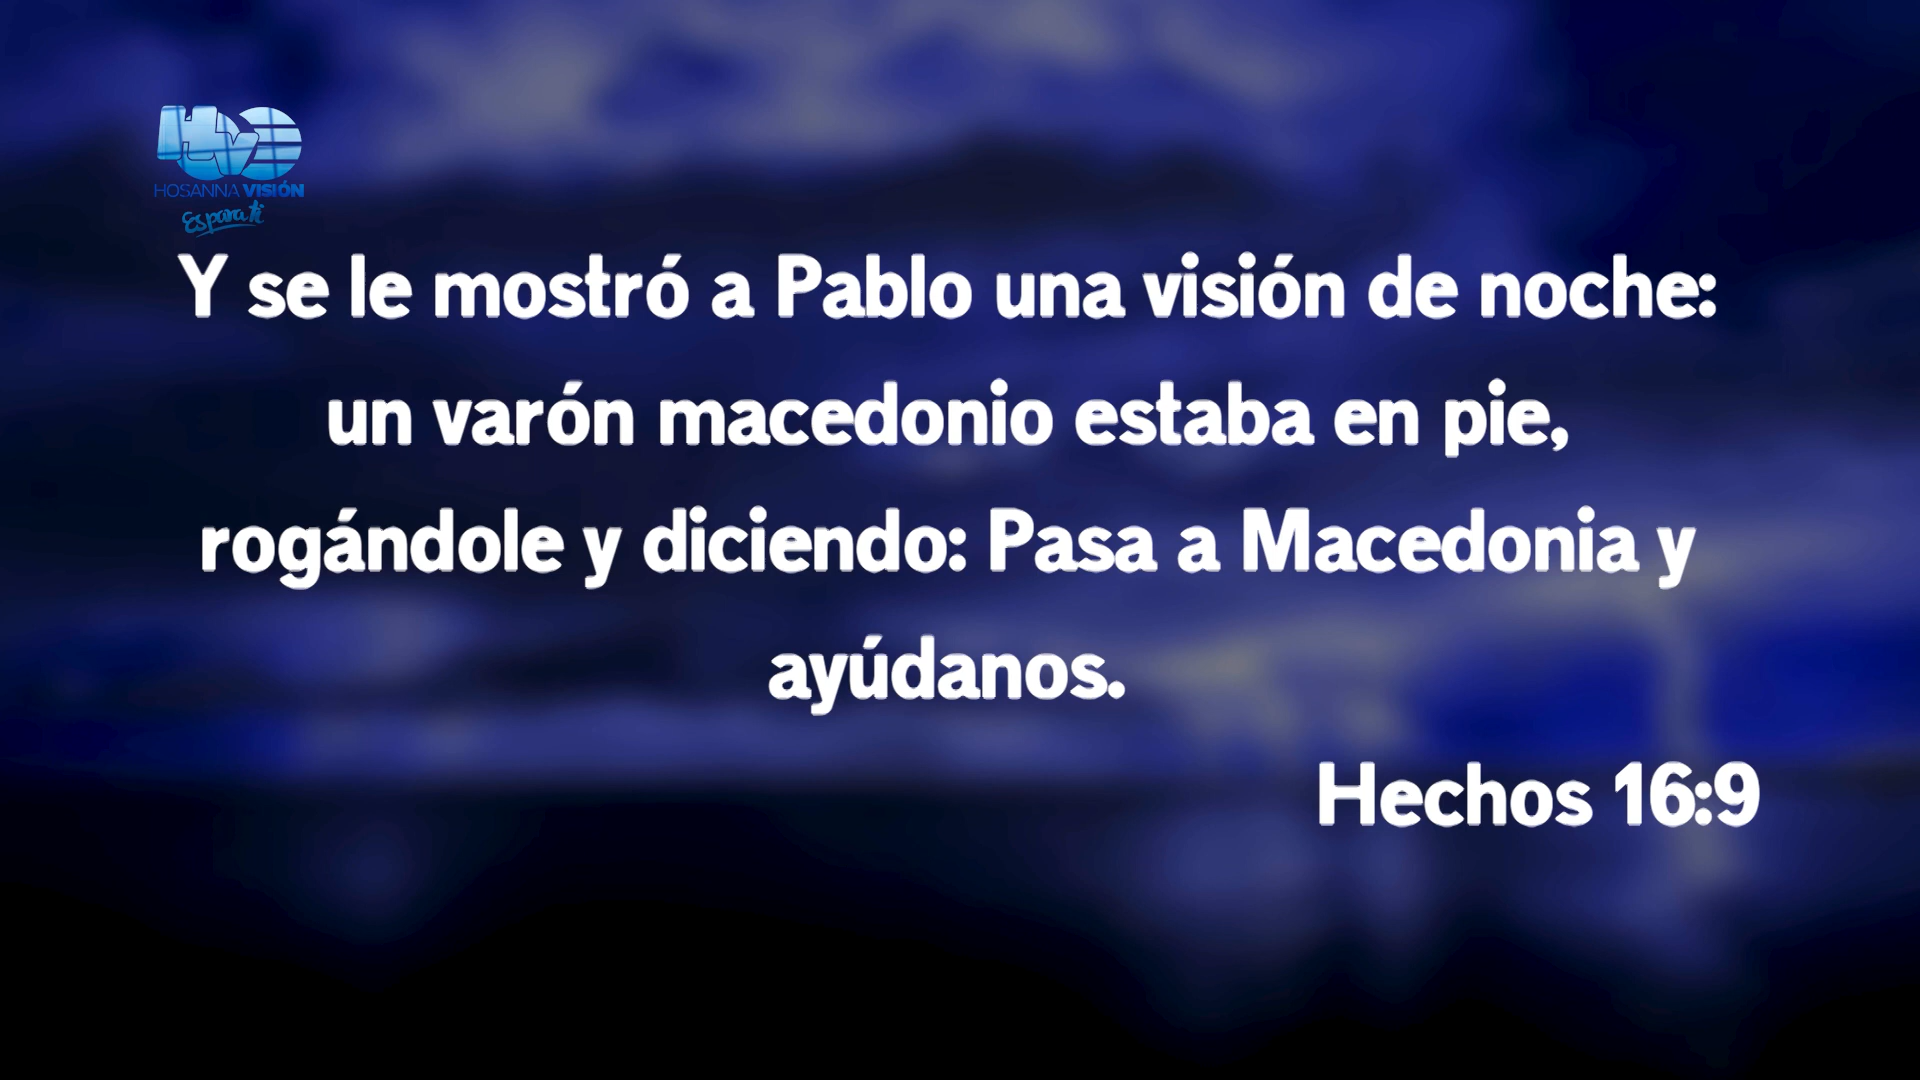 HV
HOSANNA VISIÓN
Es para ti
Y se le mostró a Pablo una visión de noche:
un varón macedonio estaba en pie,
rogándole y diciendo: Pasa a Macedonia y
ayúdanos.
Hechos 16:9